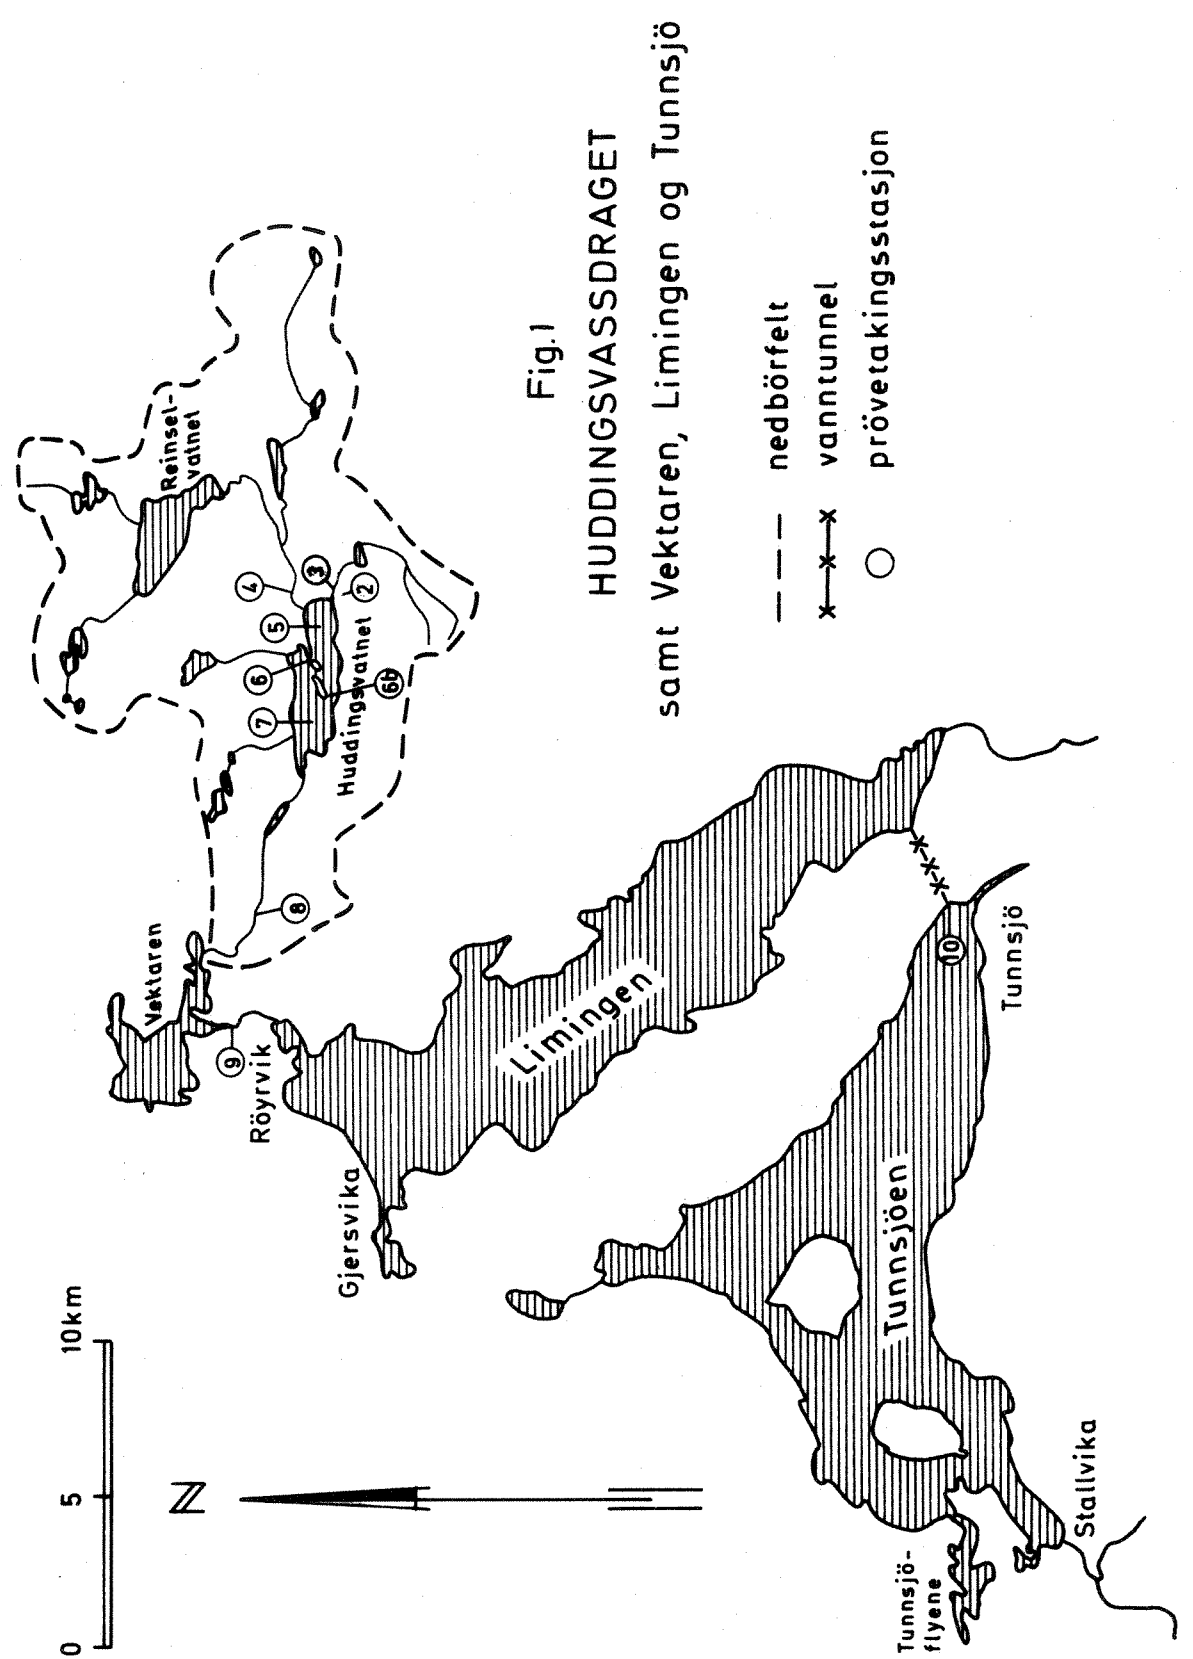 0 5 10km
N
Vektaren
Reinsel-
vatnet
Huddingsvatnet
Röyrvik
Gjersvika
Limingen
Tunnsjöen
Tunnsjö
Tunnsjö-
flyene
Stallvika
2
3
4
5
6
6b
7
8
9
10
Fig.1
HUDDINGSVASSDRAGET
samt Vektaren, Limingen og Tunnsjö
nedbörfelt
vanntunnel
prövetakingsstasjon